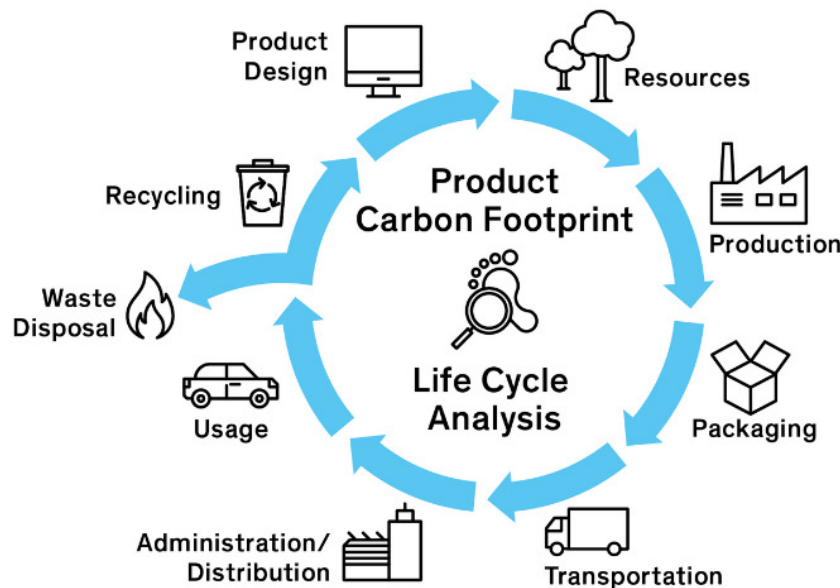 Product
Design
Resources
Recycling
Product
Carbon Footprint
Production
Waste
Disposal
Life Cycle
Analysis
Usage
Packaging
Administration/
Distribution
Transportation